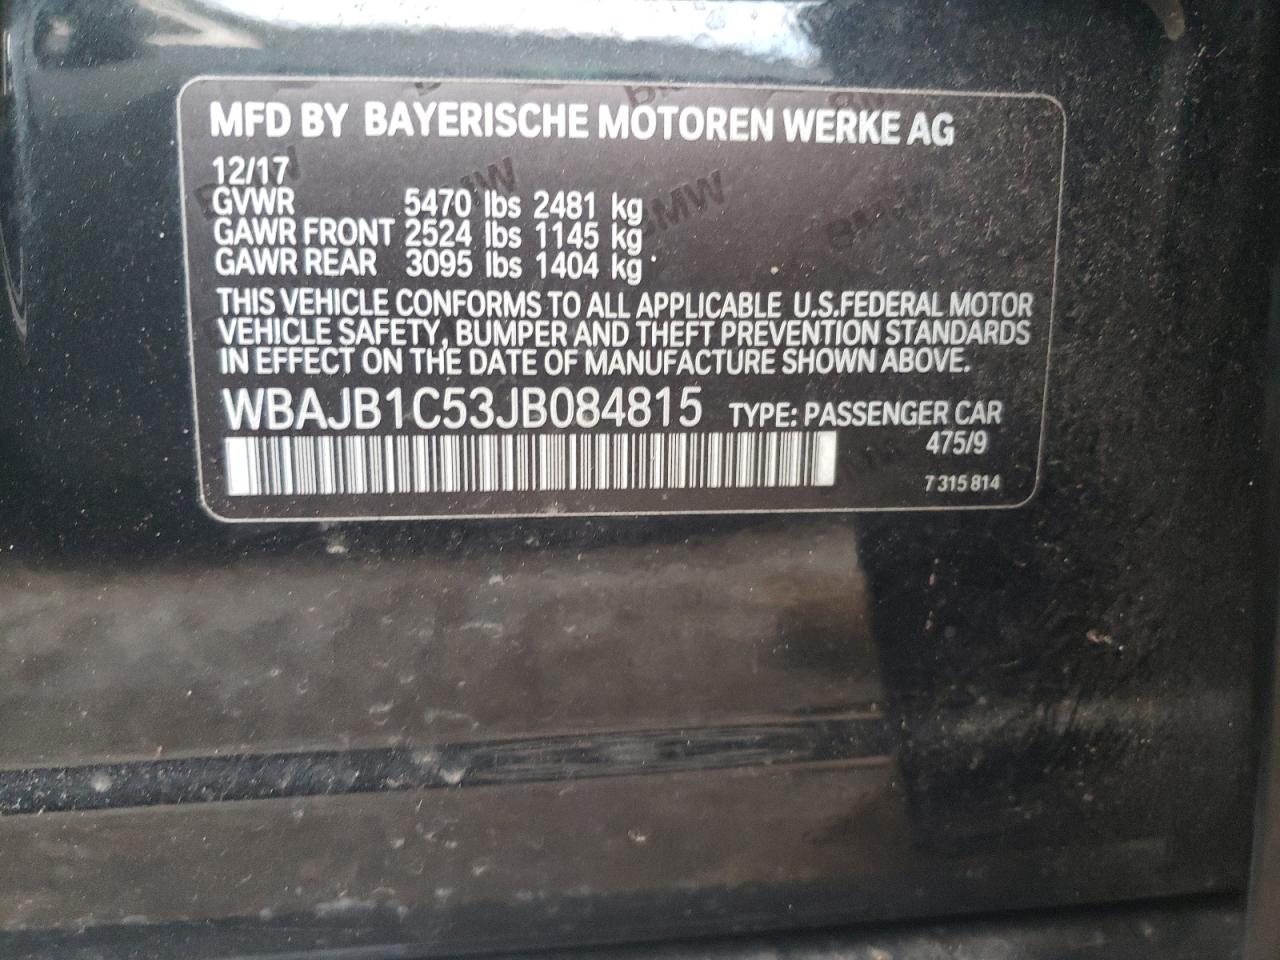 MFD BY BAYERISCHE MOTOREN WERKE AG
12/17
GVWR 5470 lbs 2481 kg
GAWR FRONT 2524 lbs 1145 kg
GAWR REAR 3095 lbs 1404 kg
THIS VEHICLE CONFORMS TO ALL APPLICABLE U.S.FEDERAL MOTOR
VEHICLE SAFETY, BUMPER AND THEFT PREVENTION STANDARDS
IN EFFECT ON THE DATE OF MANUFACTURE SHOWN ABOVE.
WBAJB1C53JB084815 TYPE: PASSENGER CAR
475/9
7 315 814